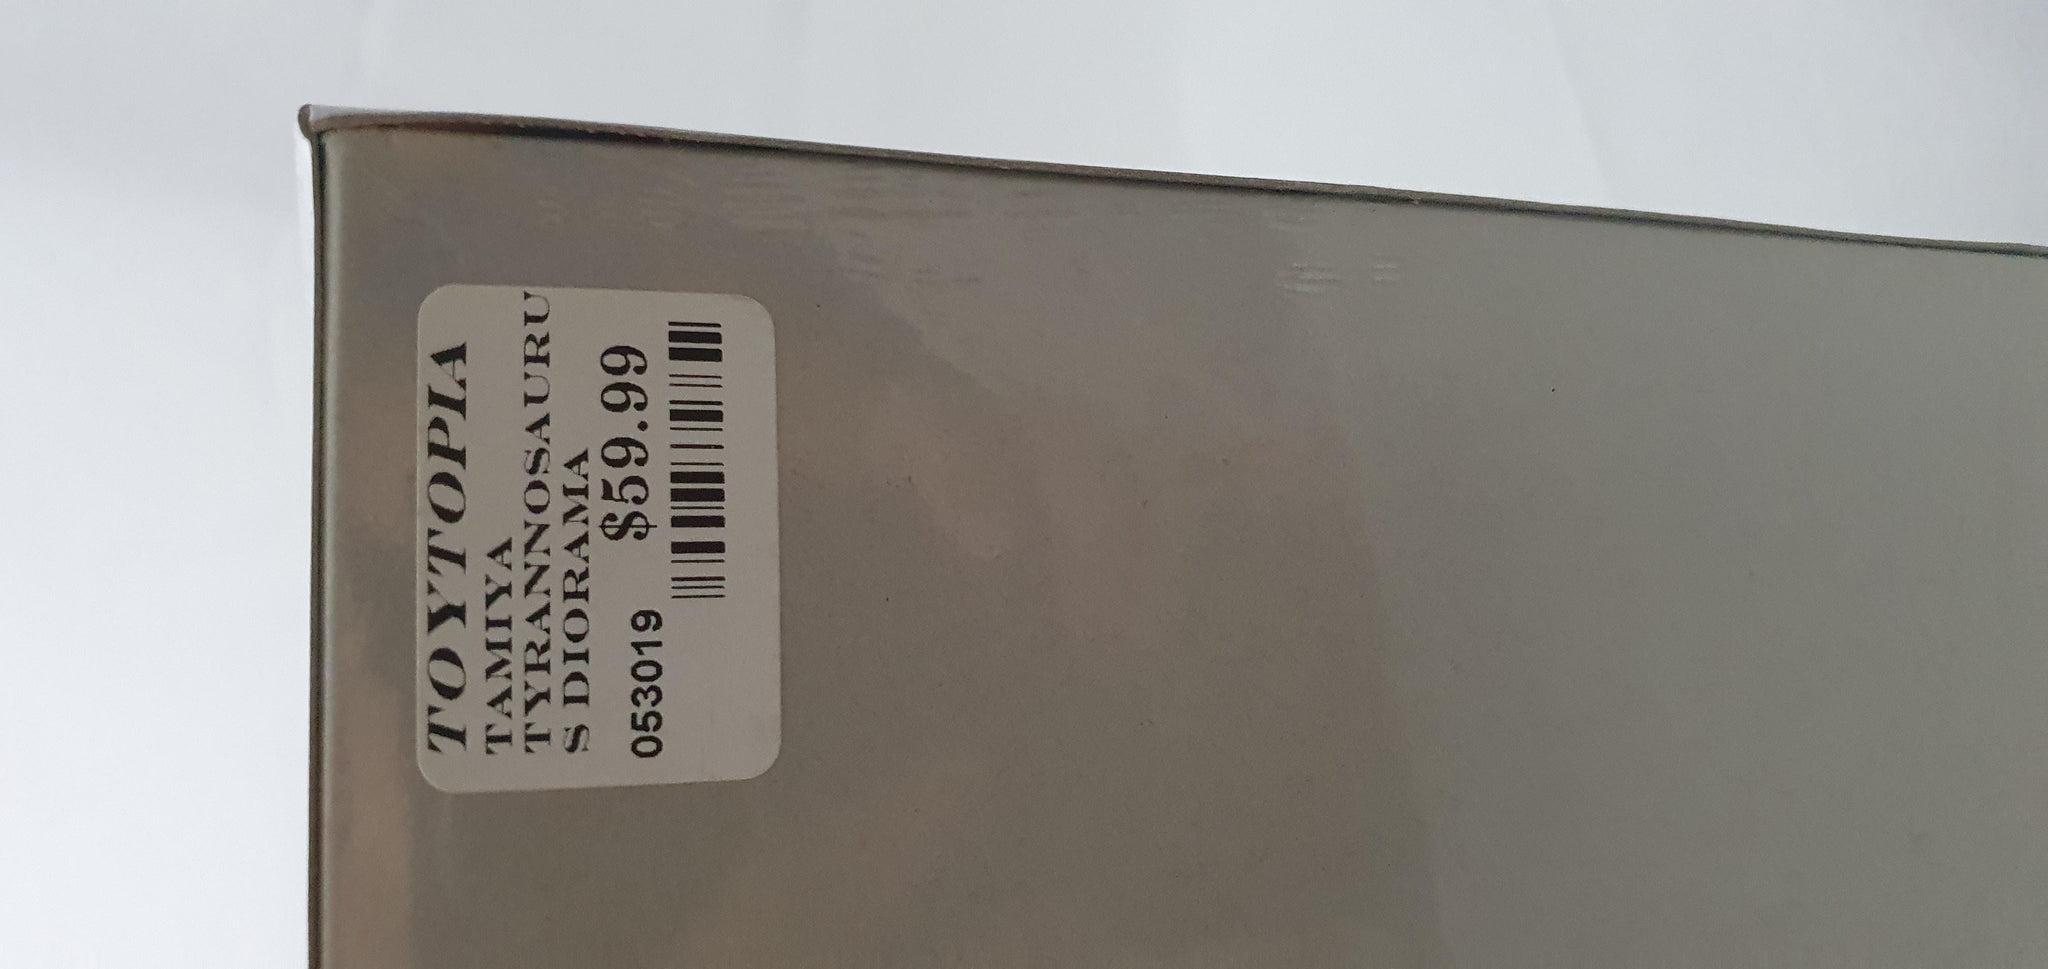 TOYTOPIA
TAMIYA
TYRANNOSAURU
S DIORAMA
$59.99
053019